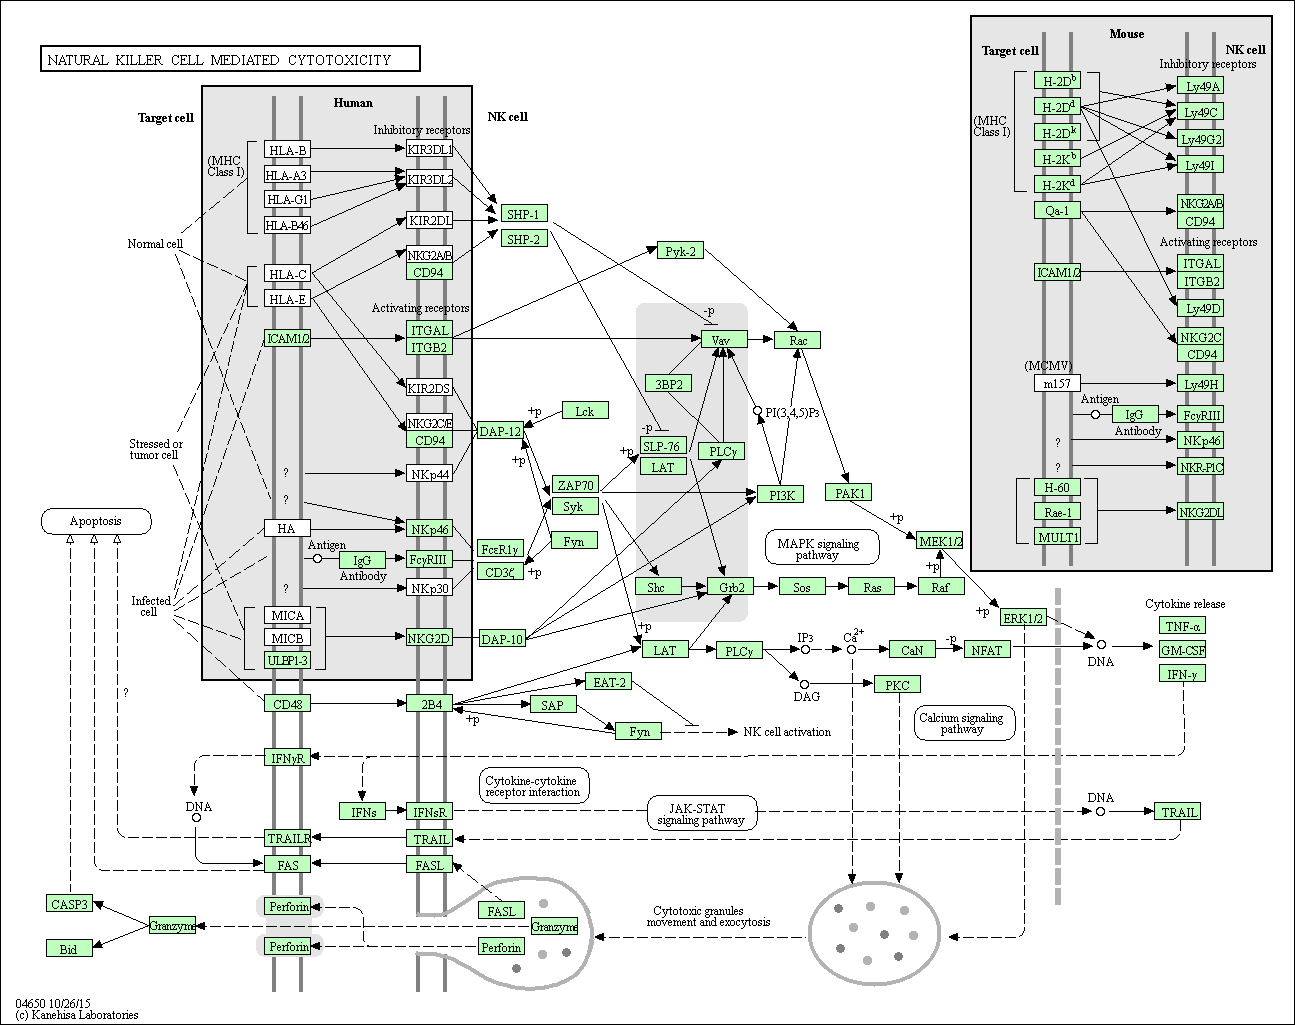 NATURAL KILLER CELL MEDIATED CYTOTOXICITY
Target cell
Human
NK cell
Inhibitory receptors
(MHC
Class I)
HLA-B
HLA-A3
HLA-G1
HLA-B46
KIR3DL1
KIR3DL2
KIR2DL
NKG2A/B
CD94
SHP-1
SHP-2
Normal cell
HLA-C
HLA-E
ICAM1/2
Activating receptors
ITGAL
ITGB2
KIR2DS
NKG2C/E
CD94
NKp44
Pyk-2
-p
Vav
Rac
3BP2
PI(3,4,5)P3
Lck
+p
DAP-12
+p
-p
SLP-76
+p
LAT
PLCγ
Stressed or
tumor cell
?
?
ZAP70
Syk
PI3K
PAK1
Apoptosis
HA
NKp46
Antigen
IgG
Antibody
FcγRIII
?
NKp30
FcεR1γ
CD3ζ
Fyn
+p
MAPK signaling
pathway
+p
MEK1/2
+p
Shc
Grb2
Sos
Ras
Raf
Infected
cell
MICA
MICB
ULBP1-3
NKG2D
DAP-10
+p
LAT
PLCγ
IP3
Ca2+
CaN
-p
NFAT
DAG
PKC
+p
ERK1/2
DNA
Cytokine release
TNF-α
GM-CSF
IFN-γ
?
CD48
2B4
+p
EAT-2
SAP
Fyn
NK cell activation
Calcium signaling
pathway
IFNγR
DNA
IFNs
IFNsR
Cytokine-cytokine
receptor interaction
JAK-STAT
signaling pathway
DNA
TRAIL
TRAILR
TRAIL
FAS
FASL
CASP3
Bid
Granzyme
Perforin
Perforin
FASL
Granzyme
Perforin
Cytotoxic granules
movement and exocytosis
Mouse
Target cell
NK cell
Inhibitory receptors
(MHC
Class I)
H-2Db
H-2Dd
H-2Dk
H-2Kb
H-2Kd
Qa-1
Ly49A
Ly49C
Ly49G2
Ly49I
NKG2A/B
CD94
Activating receptors
ICAM1/2
ITGAL
ITGB2
Ly49D
NKG2C
CD94
(MCMV)
m157
Ly49H
Antigen
IgG
Antibody
FcγRIII
?
NKp46
?
NKR-P1C
H-60
Rae-1
MULT1
NKG2DL
04650 10/26/15
(c) Kanehisa Laboratories